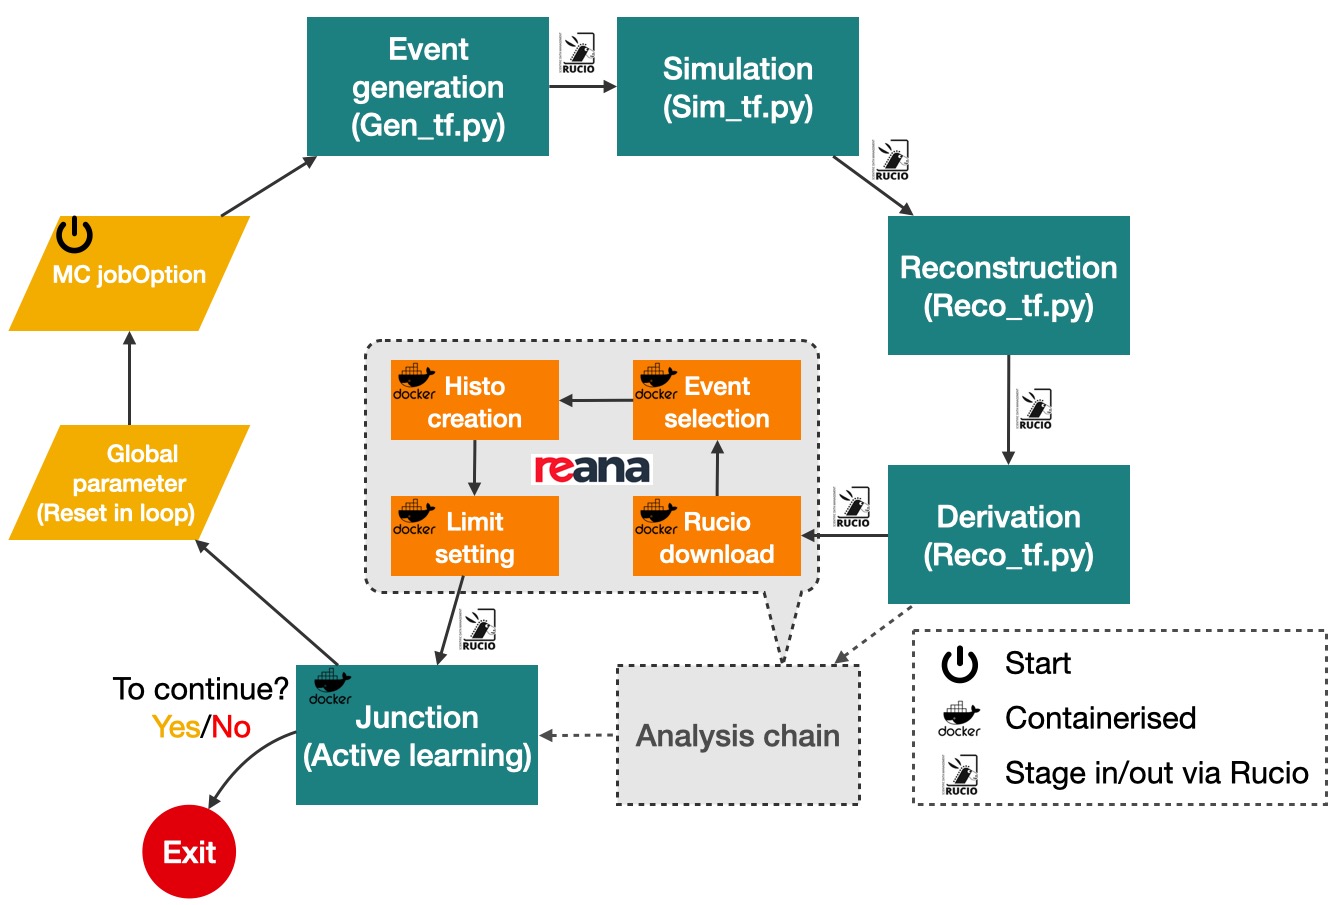 Event
generation
(Gen_tf.py)
RUCIO
Simulation
(Sim_tf.py)
RUCIO
MC jobOption
Reconstruction
(Reco_tf.py)
docker
Histo
creation
docker
Event
selection
RUCIO
Global
parameter
(Reset in loop)
reana
docker
Limit
setting
docker
Rucio
download
RUCIO
Derivation
(Reco_tf.py)
RUCIO
To continue?
Yes/No
docker
Junction
(Active learning)
Analysis chain
Start
docker
Containerised
RUCIO
Stage in/out via Rucio
Exit